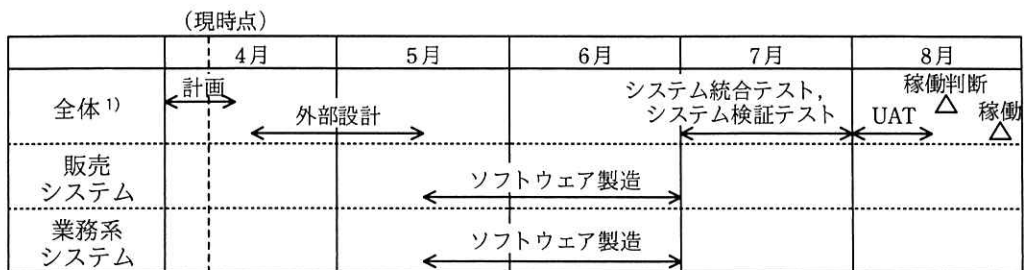 (現時点)
4月 5月 6月 7月 8月
全体1) 計画 外部設計 システム統合テスト, システム検証テスト UAT 稼働判断 稼働
販売
システム ソフトウェア製造
業務系
システム ソフトウェア製造